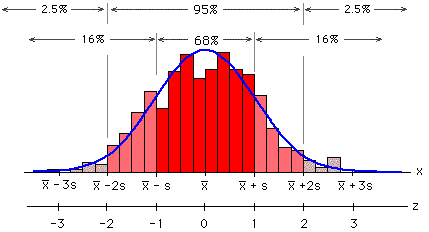 2.5% 95% 2.5%
16% 68% 16%
x
x̅ - 3s x̅ - 2s x̅ - s x̅ x̅ + s x̅ + 2s x̅ + 3s
z
-3 -2 -1 0 1 2 3